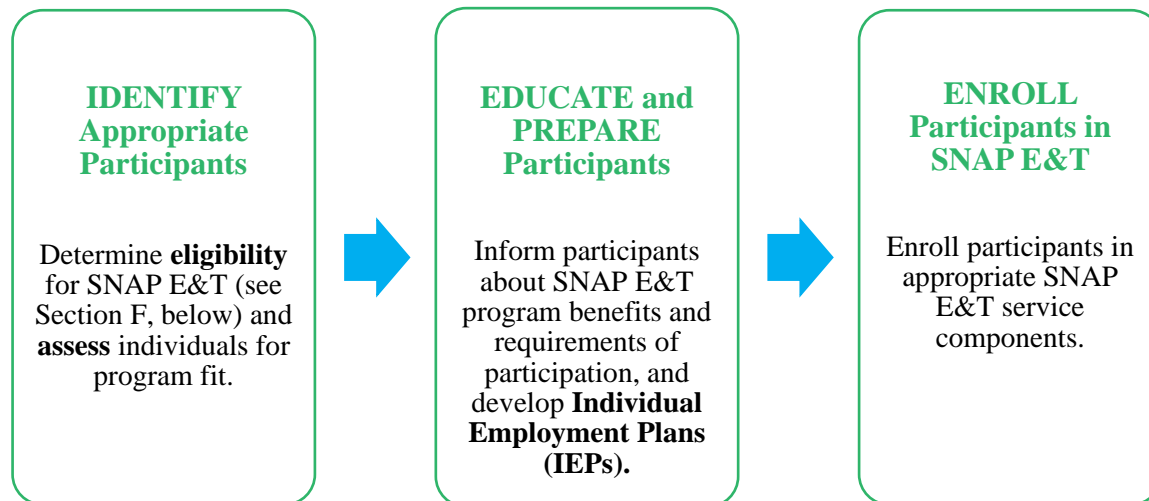 IDENTIFY
Appropriate
Participants
Determine eligibility
for SNAP E&T (see
Section F, below) and
assess individuals for
program fit.
EDUCATE and
PREPARE
Participants
Inform participants
about SNAP E&T
program benefits and
requirements of
participation, and
develop Individual
Employment Plans
(IEPs).
ENROLL
Participants in
SNAP E&T
Enroll participants in
appropriate SNAP
E&T service
components.